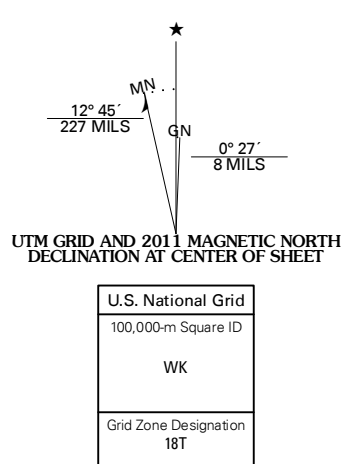 ★
MN
12° 45´
227 MILS
GN
0° 27´
8 MILS
UTM GRID AND 2011 MAGNETIC NORTH
DECLINATION AT CENTER OF SHEET
U.S. National Grid
100,000-m Square ID
WK
Grid Zone Designation
18T